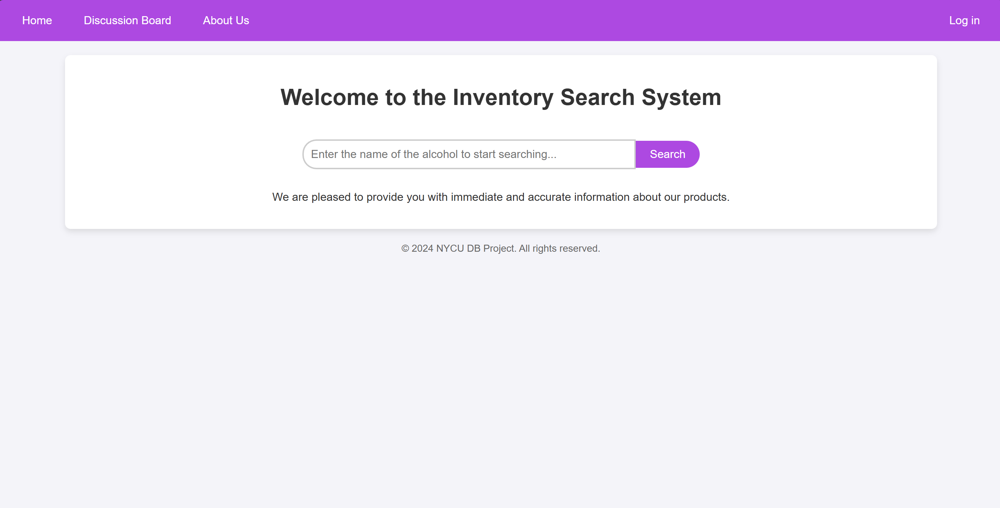 Home Discussion Board About Us Log in
Welcome to the Inventory Search System
Enter the name of the alcohol to start searching... Search
We are pleased to provide you with immediate and accurate information about our products.
© 2024 NYCU DB Project. All rights reserved.